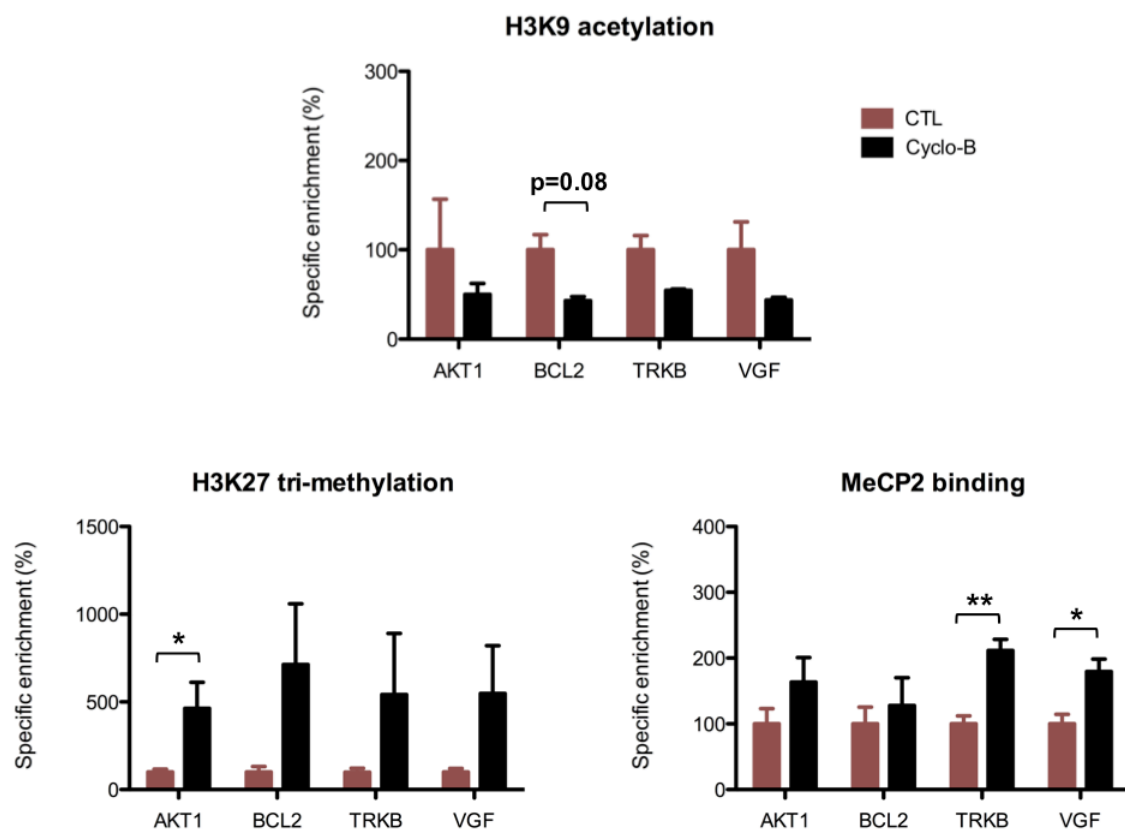 H3K9 acetylation
Specific enrichment (%)
300
200
100
0
p=0.08
AKT1 BCL2 TRKB VGF
CTL
Cyclo-B
H3K27 tri-methylation
Specific enrichment (%)
1500
1000
500
0
*
AKT1 BCL2 TRKB VGF
MeCP2 binding
Specific enrichment (%)
400
300
200
100
0
**
*
AKT1 BCL2 TRKB VGF